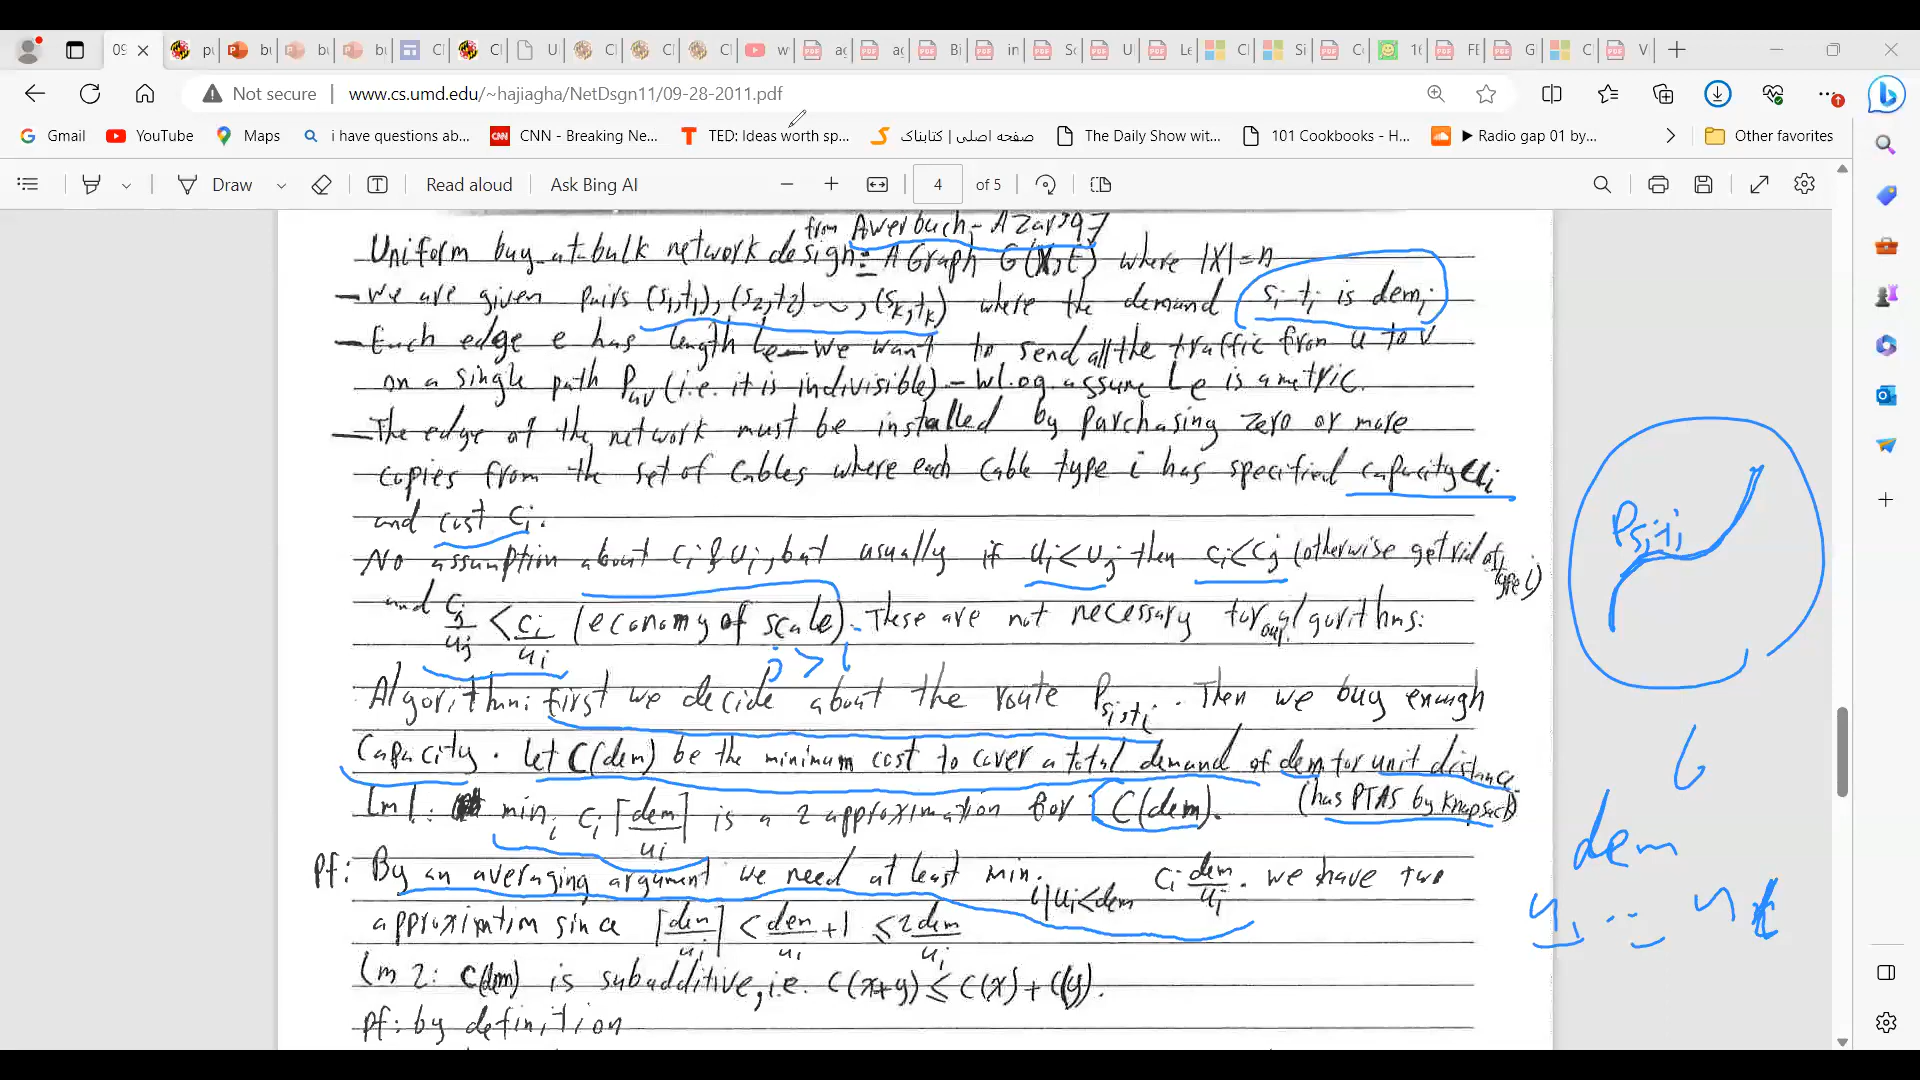 09
Not secure | www.cs.umd.edu/~hajiagha/NetDsgn11/09-28-2011.pdf
Gmail YouTube Maps i have questions ab... CNN - Breaking Ne... TED: Ideas worth sp... صفحه اصلی | کتابناک The Daily Show wit... 101 Cookbooks - H... ▶ Radio gap 01 by... Other favorites
Draw Read aloud Ask Bing AI 4 of 5
from Awerbuch-Azar 97
Uniform buy-at-bulk network design: A Graph G(X,E) where |X|=n
- We are given pairs (s1,t1),(s2,t2) ~, (sk,tk) where the demand si-ti is demi
- Each edge e has length le - we want to send all the traffic from u to v
on a single path Puv (i.e. it is indivisible) - wlog assume Le is a metric.
- The edge of the network must be installed by purchasing zero or more
copies from the set of cables where each cable type i has specified capacity ui
and cost ci.
No assumption about ci & ui, but usually if ui<uj then ci<cj (otherwise get rid of type i)
and cj/uj < ci/ui (economy of scale). These are not necessary for our algorithms:
j > i
Algorithm: first we decide about the route Psi,ti. Then we buy enough
Capacity. Let C(dem) be the minimum cost to cover a total demand of dem for unit distance
(has PTAS by knapsack)
lm 1: mini ci ⌈dem/ui⌉ is a 2 approximation for C(dem).
Pf: By an averaging argument we need at least min i|ui<dem ci dem/ui. we have two
approximation since ⌈dem/ui⌉ < dem/ui +1 ≤ 2 dem/ui
lm 2: C(dem) is subadditive, i.e. C(x+y) ≤ C(x) + C(y).
pf: by definition
Psi,ti
G
dem